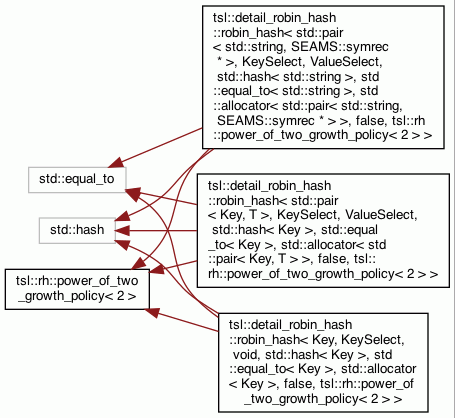 tsl::detail_robin_hash
::robin_hash< std::pair
< std::string, SEAMS::symrec
* >, KeySelect, ValueSelect,
std::hash< std::string >, std
::equal_to< std::string >, std
::allocator< std::pair< std::string,
SEAMS::symrec * > >, false, tsl::rh
::power_of_two_growth_policy< 2 > >
std::equal_to
tsl::detail_robin_hash
::robin_hash< std::pair
< Key, T >, KeySelect, ValueSelect,
std::hash< Key >, std::equal
_to< Key >, std::allocator< std
::pair< Key, T > >, false, tsl::
rh::power_of_two_growth_policy< 2 > >
std::hash
tsl::rh::power_of_two
_growth_policy< 2 >
tsl::detail_robin_hash
::robin_hash< Key, KeySelect,
void, std::hash< Key >, std
::equal_to< Key >, std::allocator
< Key >, false, tsl::rh::power_of
_two_growth_policy< 2 > >